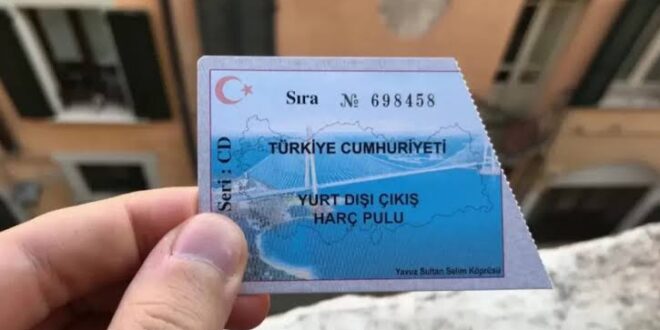 Sıra № 698458
Seri : CD
TÜRKİYE CUMHURİYETİ
YURT DIŞI ÇIKIŞ
HARÇ PULU
Yavuz Sultan Selim Köprüsü